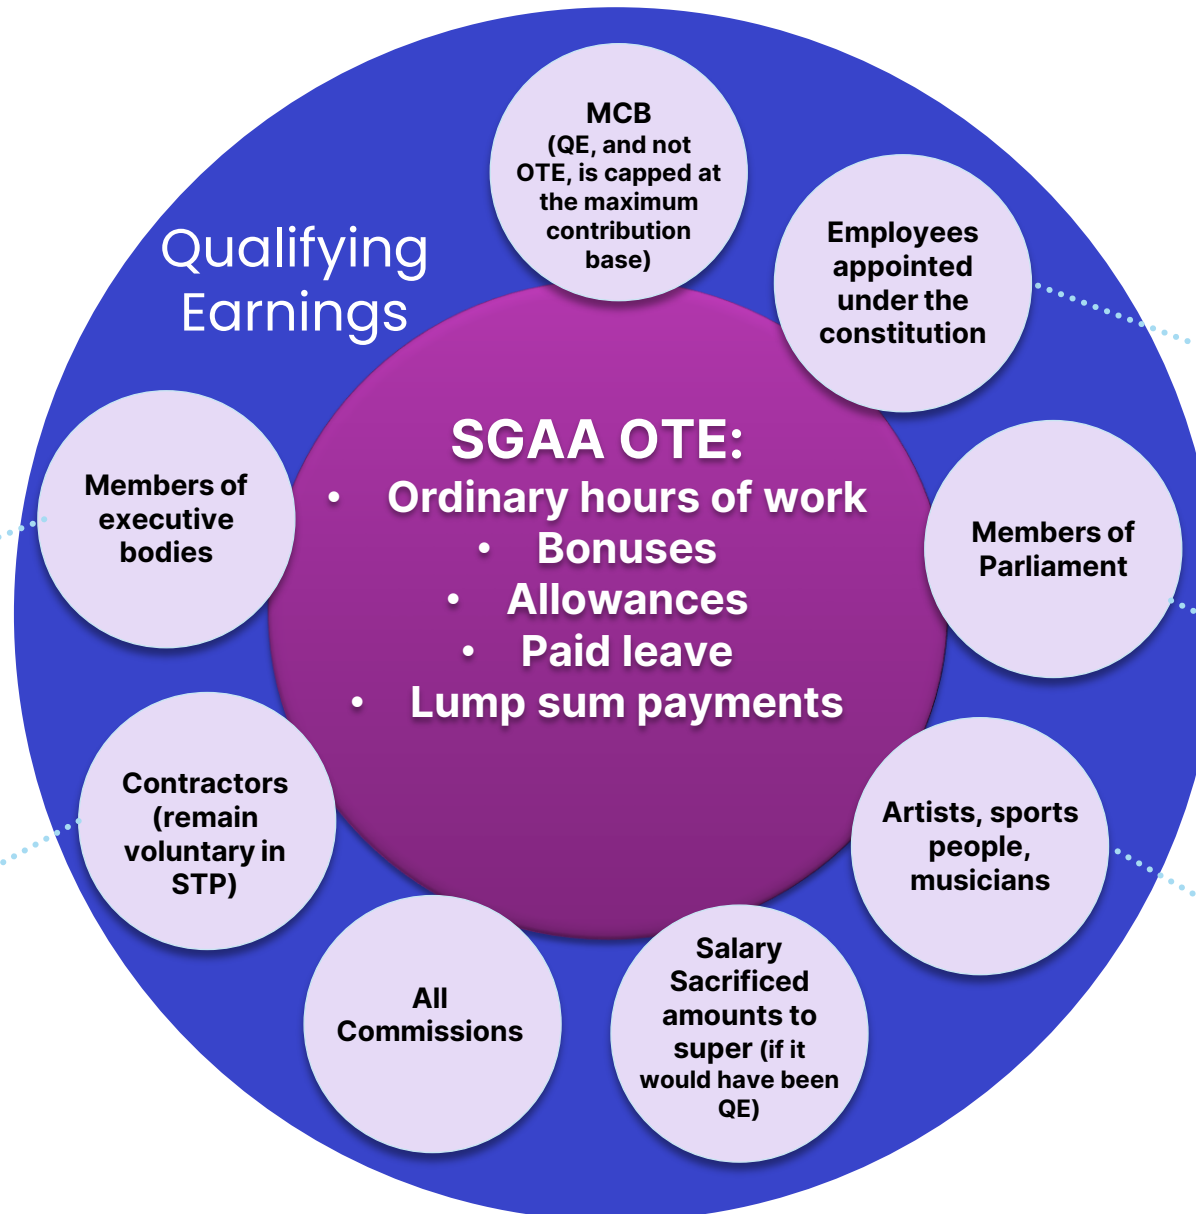 MCB
(QE, and not
OTE, is capped at
the maximum
contribution
base)
Qualifying
Earnings
Employees
appointed
under the
constitution
SGAA OTE:
• Ordinary hours of work
• Bonuses
• Allowances
• Paid leave
• Lump sum payments
Members of
executive
bodies
Members of
Parliament
Contractors
(remain
voluntary in
STP)
Artists, sports
people,
musicians
All
Commissions
Salary
Sacrificed
amounts to
super (if it
would have been
QE)